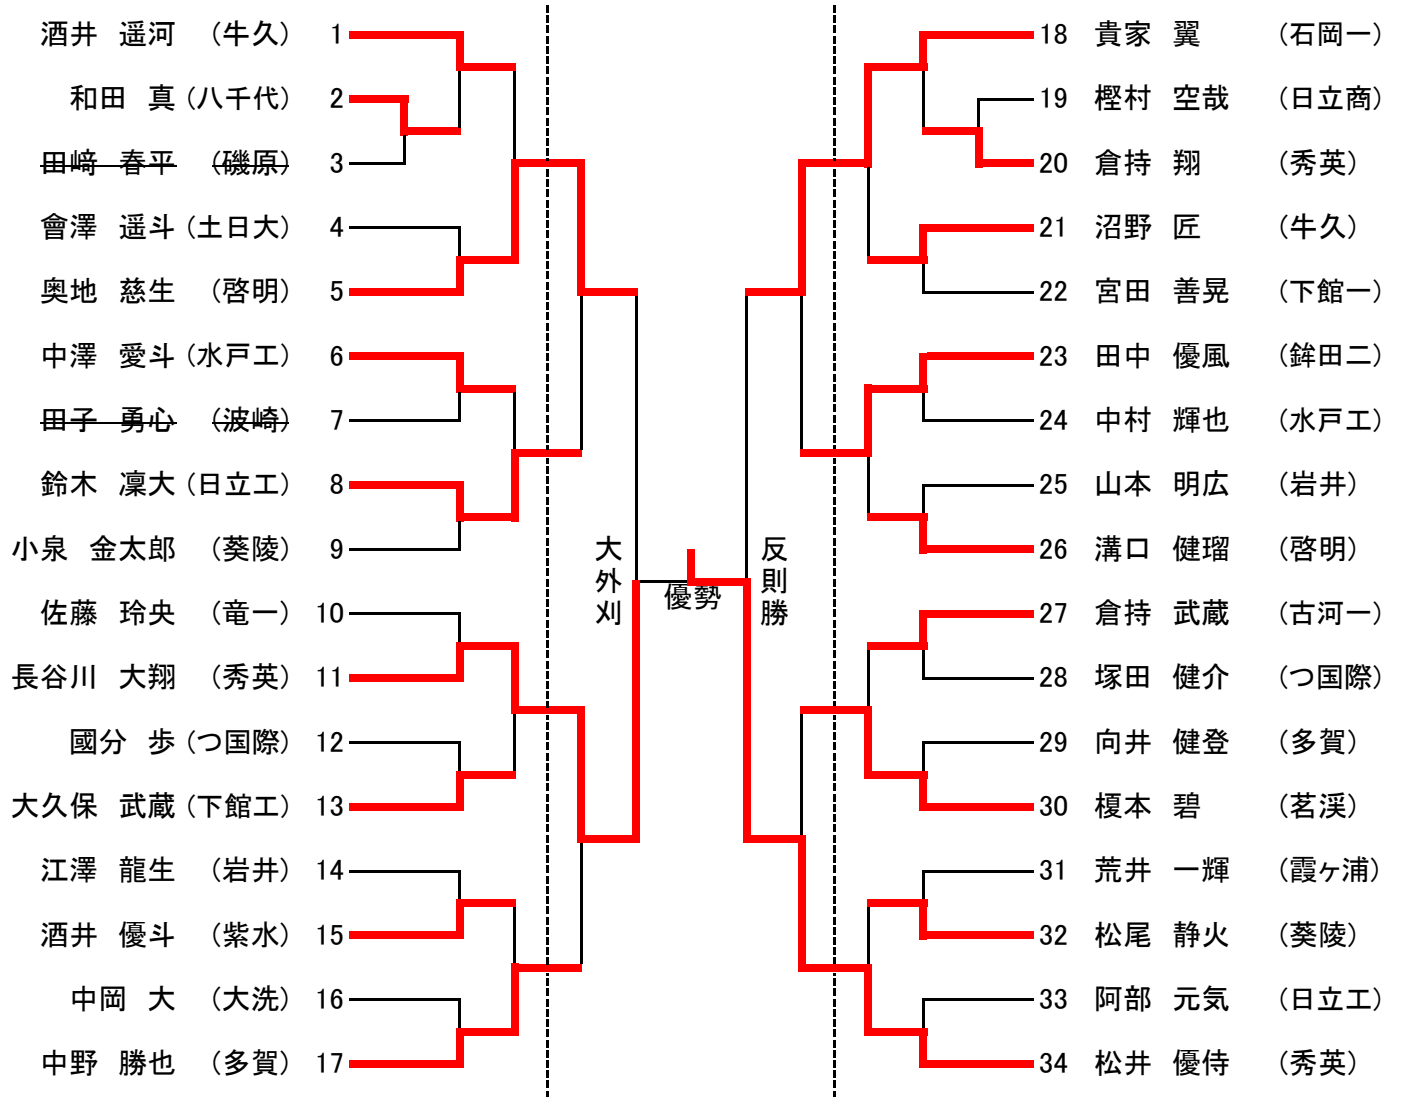 酒井 遥河 （牛久） 1
和田 真（八千代） 2
田﨑 春平 （磯原） 3
會澤 遥斗（土日大） 4
奥地 慈生 （啓明） 5
中澤 愛斗（水戸工） 6
田子 勇心 （波崎） 7
鈴木 凜大（日立工） 8
小泉 金太郎 （葵陵） 9
佐藤 玲央 （竜一） 10
長谷川 大翔 （秀英） 11
國分 歩（つ国際） 12
大久保 武蔵（下館工） 13
江澤 龍生 （岩井） 14
酒井 優斗 （紫水） 15
中岡 大 （大洗） 16
中野 勝也 （多賀） 17
大外刈
優勢
反則勝
18 貴家 翼 （石岡一）
19 樫村 空哉 （日立商）
20 倉持 翔 （秀英）
21 沼野 匠 （牛久）
22 宮田 善晃 （下館一）
23 田中 優風 （鉾田二）
24 中村 輝也 （水戸工）
25 山本 明広 （岩井）
26 溝口 健瑠 （啓明）
27 倉持 武蔵 （古河一）
28 塚田 健介 （つ国際）
29 向井 健登 （多賀）
30 榎本 碧 （茗渓）
31 荒井 一輝 （霞ヶ浦）
32 松尾 静火 （葵陵）
33 阿部 元気 （日立工）
34 松井 優侍 （秀英）